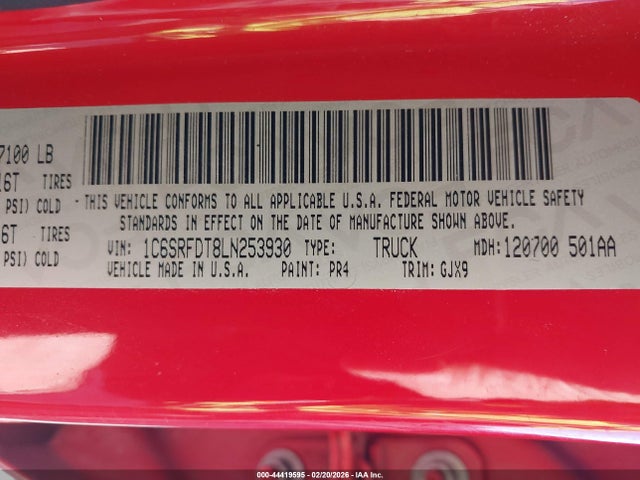 7100 LB
16T TIRES
PSI) COLD
6T TIRES
PSI) COLD
- THIS VEHICLE CONFORMS TO ALL APPLICABLE U.S.A. FEDERAL MOTOR VEHICLE SAFETY
STANDARDS IN EFFECT ON THE DATE OF MANUFACTURE SHOWN ABOVE.
VIN: 1C6SRFDT8LN253930 TYPE: TRUCK MDH: 120700 501AA
VEHICLE MADE IN U.S.A. PAINT: PR4 TRIM: GJX9
000-44419595 - 02/20/2026 - IAA Inc.